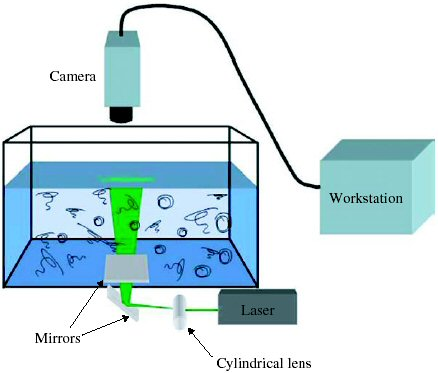 Camera
Workstation
Laser
Mirrors
Cylindrical lens